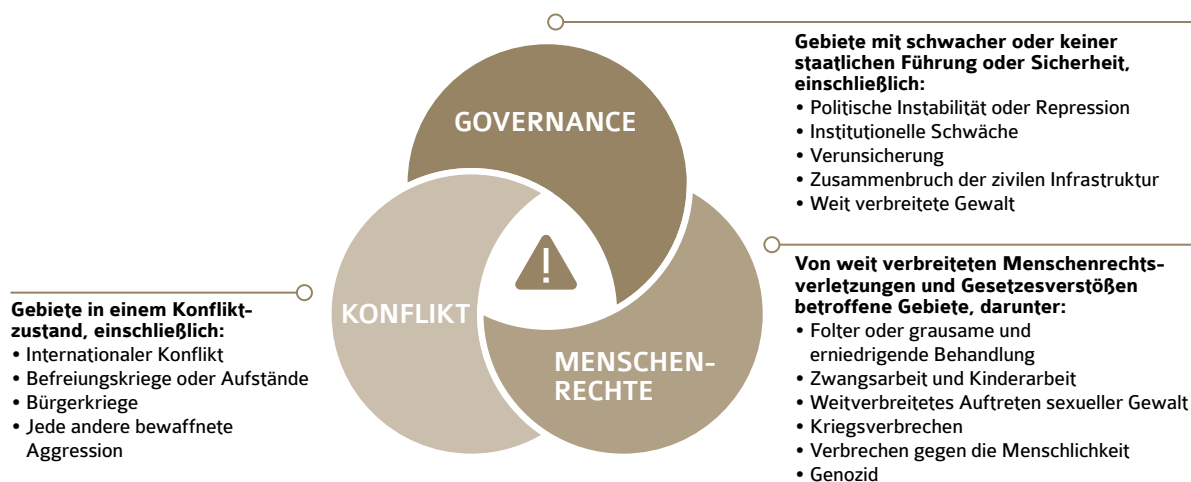 GOVERNANCE
KONFLIKT
MENSCHEN-
RECHTE
Gebiete mit schwacher oder keiner
staatlichen Führung oder Sicherheit,
einschließlich:
• Politische Instabilität oder Repression
• Institutionelle Schwäche
• Verunsicherung
• Zusammenbruch der zivilen Infrastruktur
• Weit verbreitete Gewalt
Von weit verbreiteten Menschenrechts-
verletzungen und Gesetzesverstößen
betroffene Gebiete, darunter:
• Folter oder grausame und
erniedrigende Behandlung
• Zwangsarbeit und Kinderarbeit
• Weitverbreitetes Auftreten sexueller Gewalt
• Kriegsverbrechen
• Verbrechen gegen die Menschlichkeit
• Genozid
Gebiete in einem Konflikt-
zustand, einschließlich:
• Internationaler Konflikt
• Befreiungskriege oder Aufstände
• Bürgerkriege
• Jede andere bewaffnete
Aggression